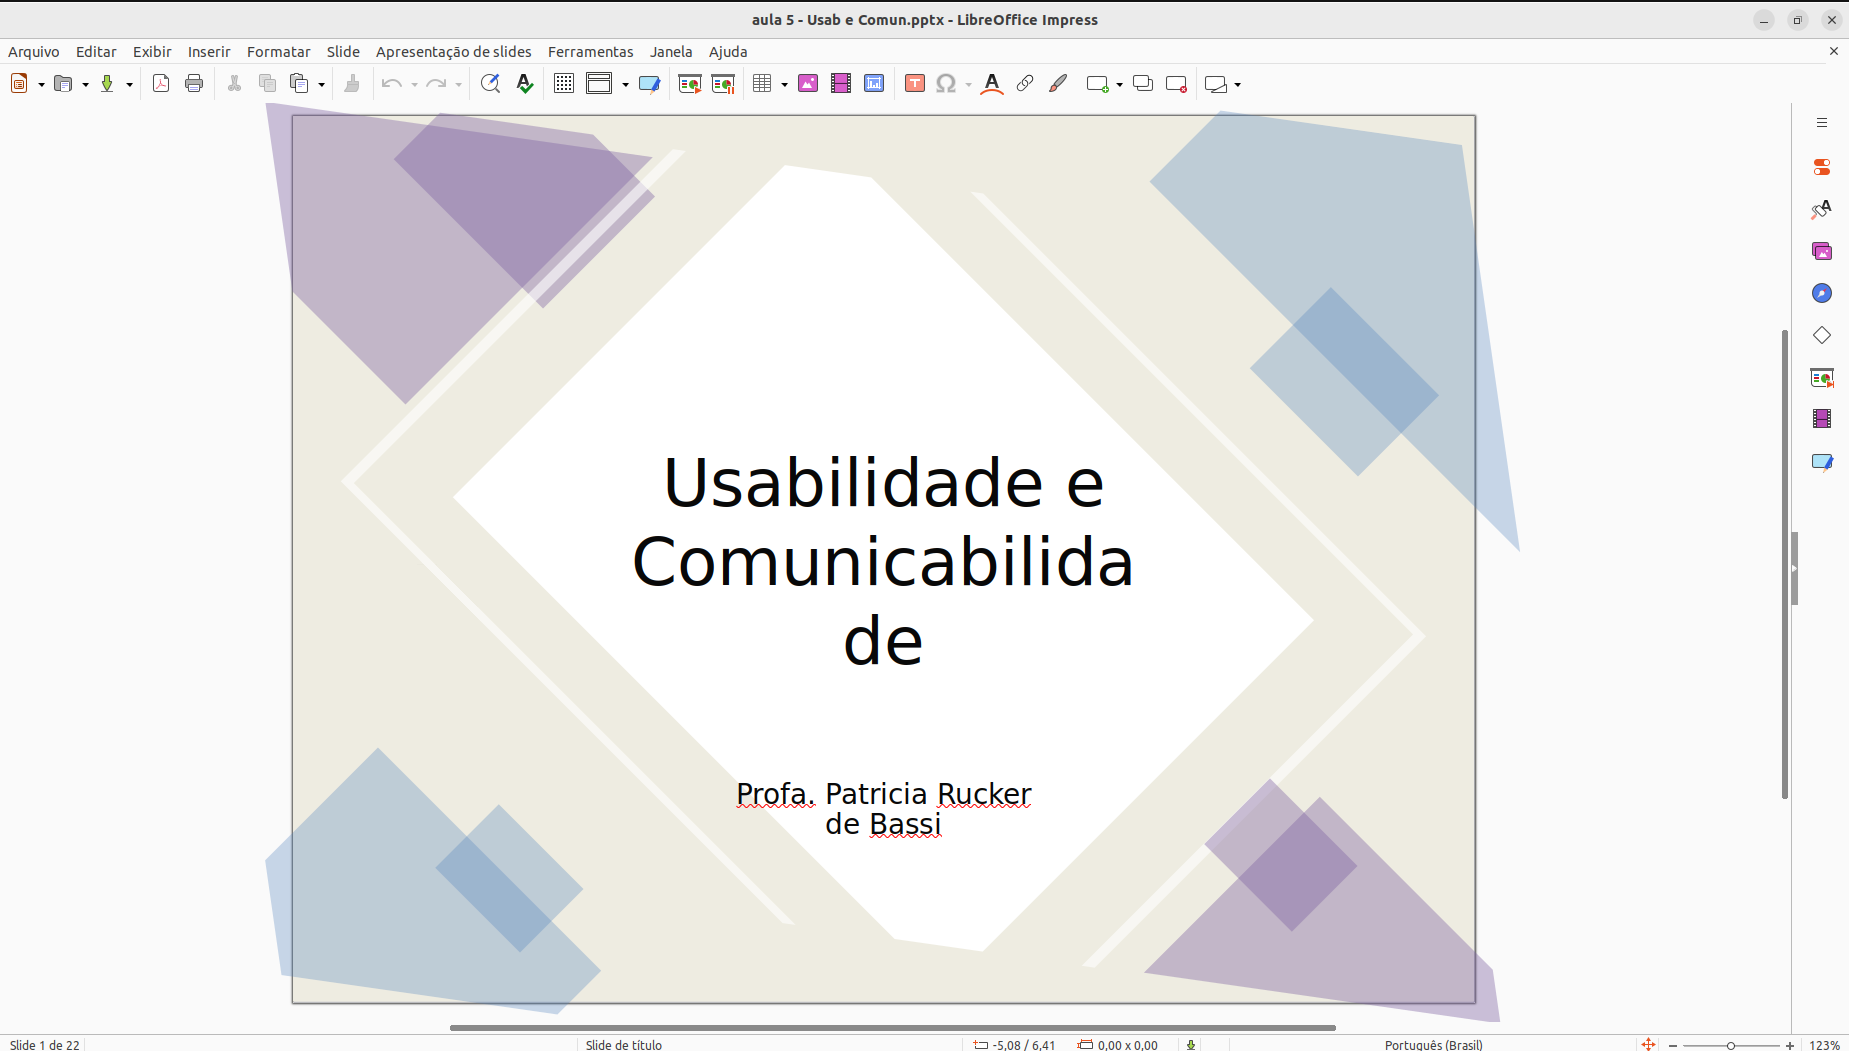 aula 5 - Usab e Comun.pptx - LibreOffice Impress
Arquivo Editar Exibir Inserir Formatar Slide Apresentação de slides Ferramentas Janela Ajuda
Usabilidade e
Comunicabilida
de
Profa. Patricia Rucker
de Bassi
Slide 1 de 22 Slide de título -5,08 / 6,41 0,00 x 0,00 Português (Brasil) 123%